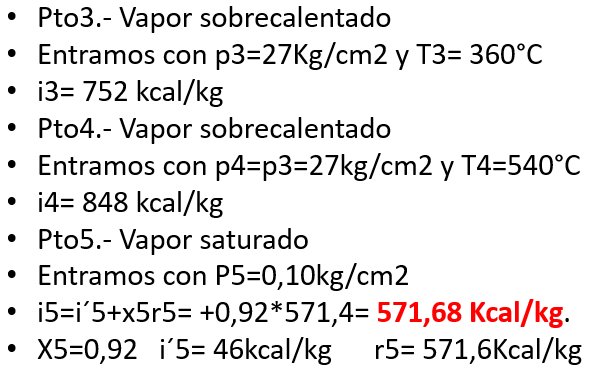 • Pto3.- Vapor sobrecalentado
• Entramos con p3=27Kg/cm2 y T3= 360°C
• i3= 752 kcal/kg
• Pto4.- Vapor sobrecalentado
• Entramos con p4=p3=27kg/cm2 y T4=540°C
• i4= 848 kcal/kg
• Pto5.- Vapor saturado
• Entramos con P5=0,10kg/cm2
• i5=i´5+x5r5= +0,92*571,4= 571,68 Kcal/kg.
• X5=0,92 i´5= 46kcal/kg r5= 571,6Kcal/kg